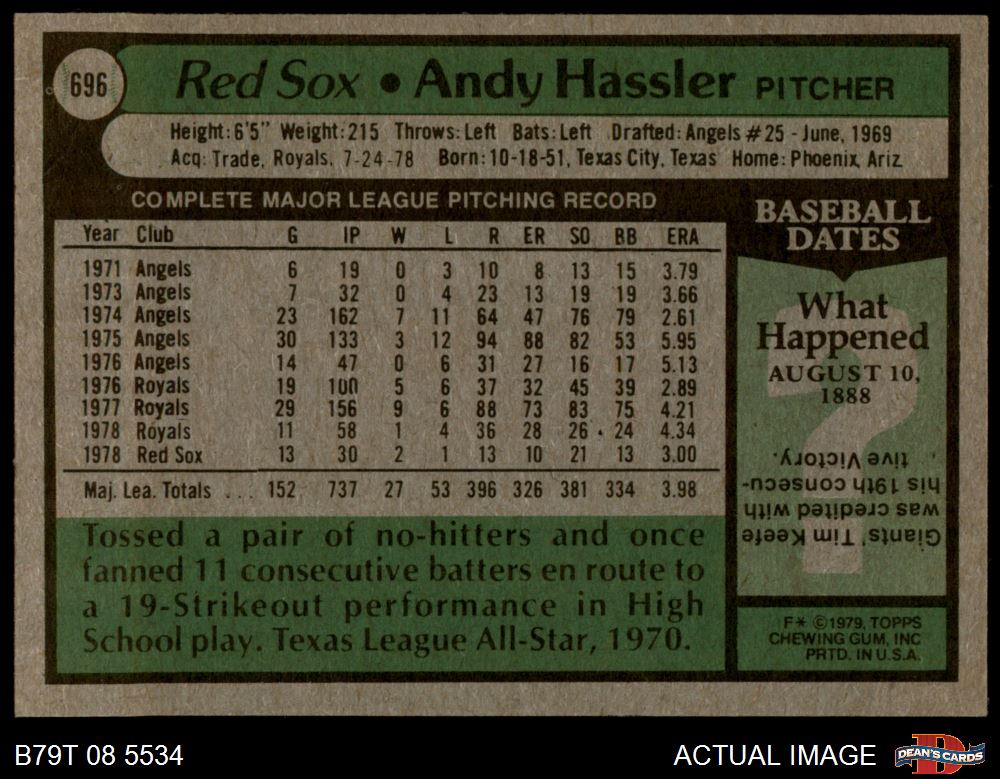 696
Red Sox • Andy Hassler PITCHER
Height: 6'5" Weight: 215 Throws: Left Bats: Left Drafted: Angels #25 - June, 1969
Acq: Trade, Royals, 7-24-78 Born: 10-18-51, Texas City, Texas Home: Phoenix, Ariz.
COMPLETE MAJOR LEAGUE PITCHING RECORD
Year Club G IP W L R ER SO BB ERA
1971 Angels 6 19 0 3 10 8 13 15 3.79
1973 Angels 7 32 0 4 23 13 19 19 3.66
1974 Angels 23 162 7 11 64 47 76 79 2.61
1975 Angels 30 133 3 12 94 88 82 53 5.95
1976 Angels 14 47 0 6 31 27 16 17 5.13
1976 Royals 19 100 5 6 37 32 45 39 2.89
1977 Royals 29 156 9 6 88 73 83 75 4.21
1978 Royals 11 58 1 4 36 28 26 24 4.34
1978 Red Sox 13 30 2 1 13 10 21 13 3.00
Maj. Lea. Totals ... 152 737 27 53 396 326 381 334 3.98
Tossed a pair of no-hitters and once
fanned 11 consecutive batters en route to
a 19-Strikeout performance in High
School play. Texas League All-Star, 1970.
BASEBALL
DATES
What
Happened
AUGUST 10,
1888
?
Giants' Tim Keefe
was credited with
his 19th consecu-
tive Victory.
F* ©1979, TOPPS
CHEWING GUM, INC
PRTD. IN U.S.A.
B79T 08 5534
ACTUAL IMAGE
D
DEAN'S CARDS